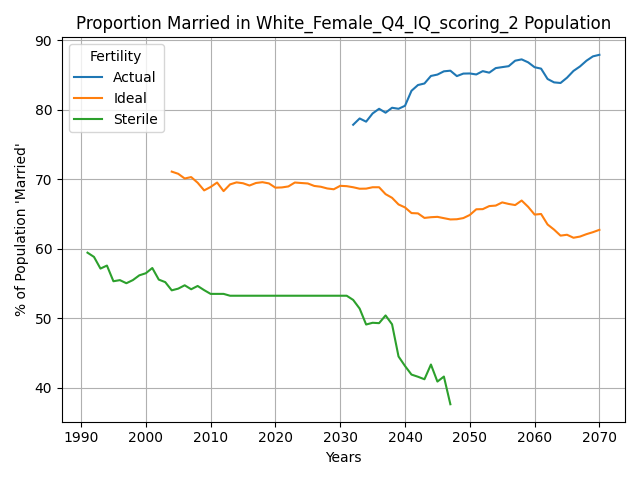 Proportion Married in White_Female_Q4_IQ_scoring_2 Population
% of Population 'Married'
90
80
70
60
50
40
Fertility
Actual
Ideal
Sterile
1990 2000 2010 2020 2030 2040 2050 2060 2070
Years